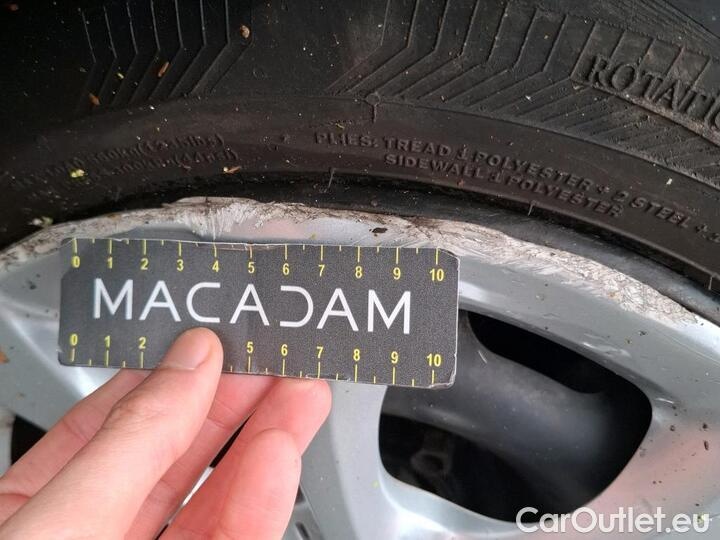 ROTATIO
PLIES: TREAD 1 POLYESTER + 2 STEEL +
SIDEWALL 1 POLYESTER
0 1 2 3 4 5 6 7 8 9 10
MACADAM
0 1 2 5 6 7 8 9 10
CarOutlet.eu